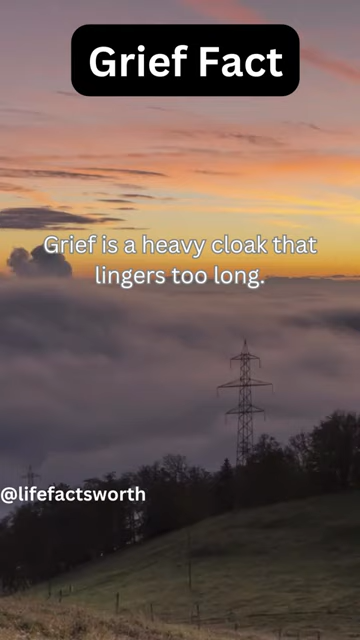 Grief Fact
Grief is a heavy cloak that
lingers too long.
@lifefactsworth